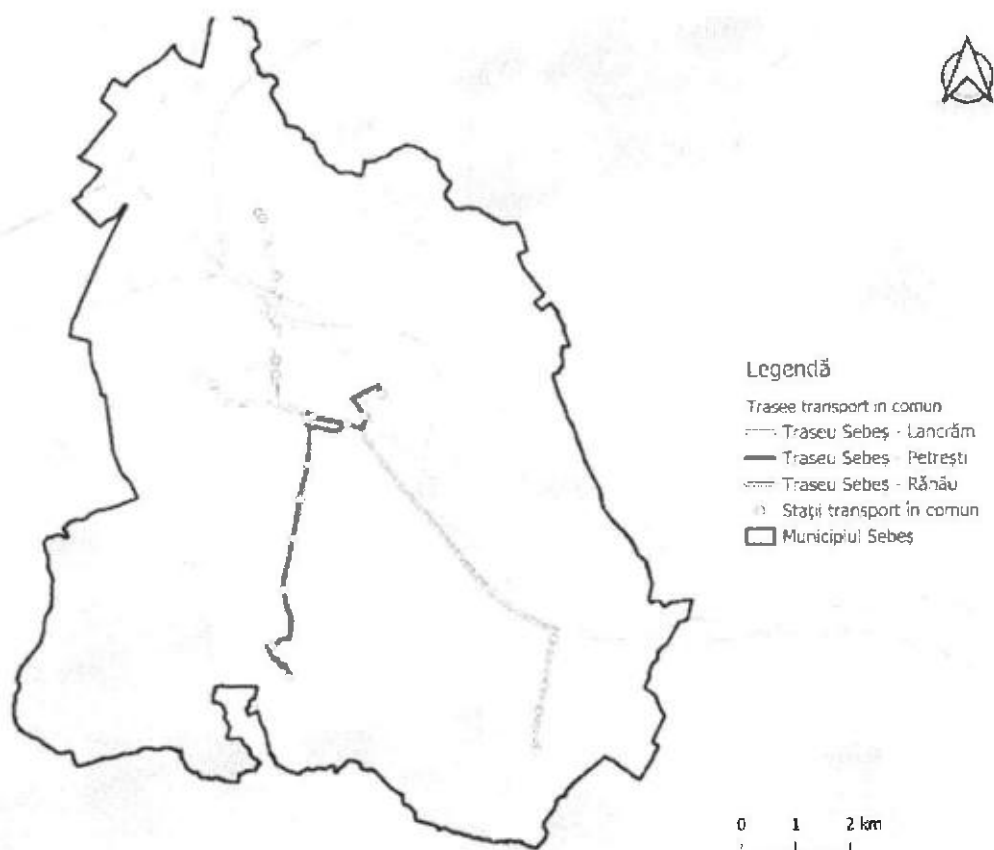 Legendă
Trasee transport in comun
Traseu Sebeș - Lancrăm
Traseu Sebeș - Petrești
Traseu Sebeș - Răhău
Stații transport în comun
Municipiul Sebeș
0 1 2 km